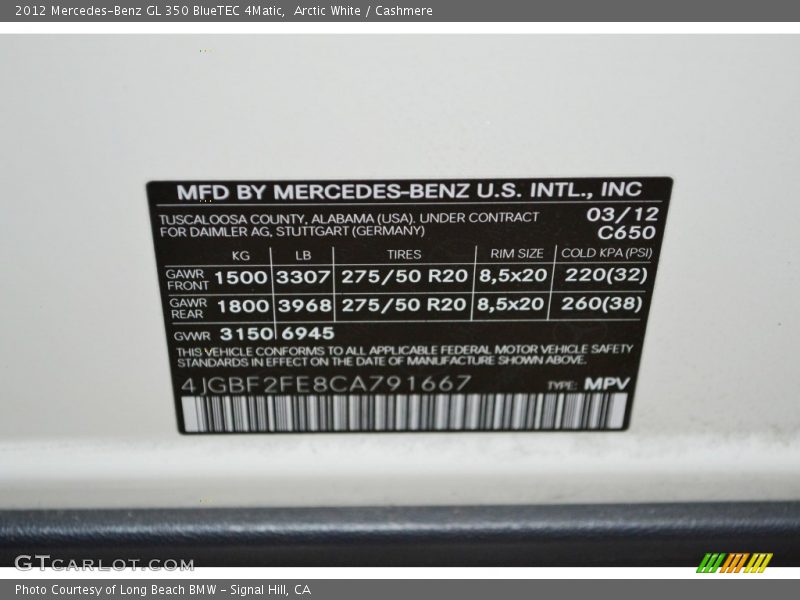 2012 Mercedes-Benz GL 350 BlueTEC 4Matic, Arctic White / Cashmere
MFD BY MERCEDES-BENZ U.S. INTL., INC
TUSCALOOSA COUNTY, ALABAMA (USA). UNDER CONTRACT 03/12
FOR DAIMLER AG, STUTTGART (GERMANY) C650
KG LB TIRES RIM SIZE COLD KPA (PSI)
GAWR FRONT 1500 3307 275/50 R20 8,5x20 220(32)
GAWR REAR 1800 3968 275/50 R20 8,5x20 260(38)
GVWR 3150 6945
THIS VEHICLE CONFORMS TO ALL APPLICABLE FEDERAL MOTOR VEHICLE SAFETY
STANDARDS IN EFFECT ON THE DATE OF MANUFACTURE SHOWN ABOVE.
4JGBF2FE8CA791667 TYPE: MPV
GTCARLOT.COM
Photo Courtesy of Long Beach BMW - Signal Hill, CA